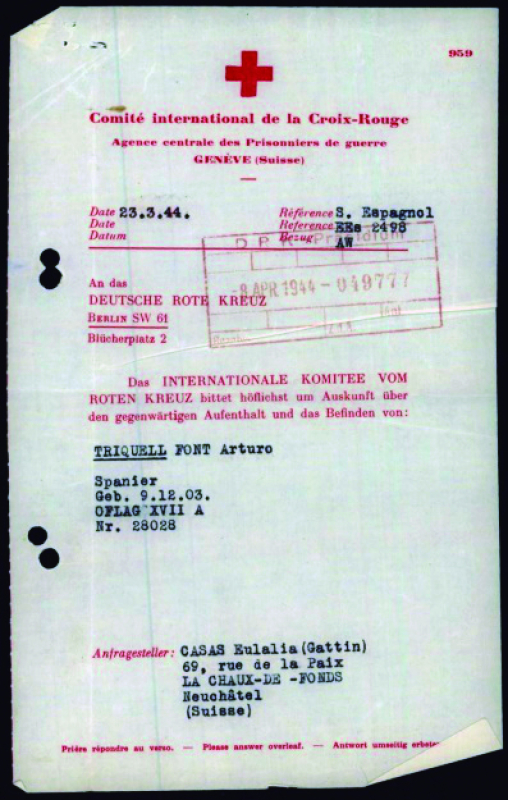 959
Comité international de la Croix-Rouge
Agence centrale des Prisonniers de guerre
GENÈVE (Suisse)
Date 23.3.44.
Date
Datum
Référence S. Espagnol
Reference EEs 2498
Bezug AW
D.R.K. Präsidium
-8.APR 1944-049777
An das
DEUTSCHE ROTE KREUZ
BERLIN SW 61
Blücherplatz 2
Das INTERNATIONALE KOMITEE VOM
ROTEN KREUZ bittet höflichst um Auskunft über
den gegenwärtigen Aufenthalt und das Befinden von:
TRIQUELL FONT Arturo
Spanier
Geb. 9.12.03.
OFLAG XVII A
Nr. 28028
Anfragesteller: CASAS Eulalia (Gattin)
69, rue de la Paix
LA CHAUX-DE -FONDS
Neuchâtel
(Suisse)
Prière répondre au verso. — Please answer overleaf. — Antwort umseitig